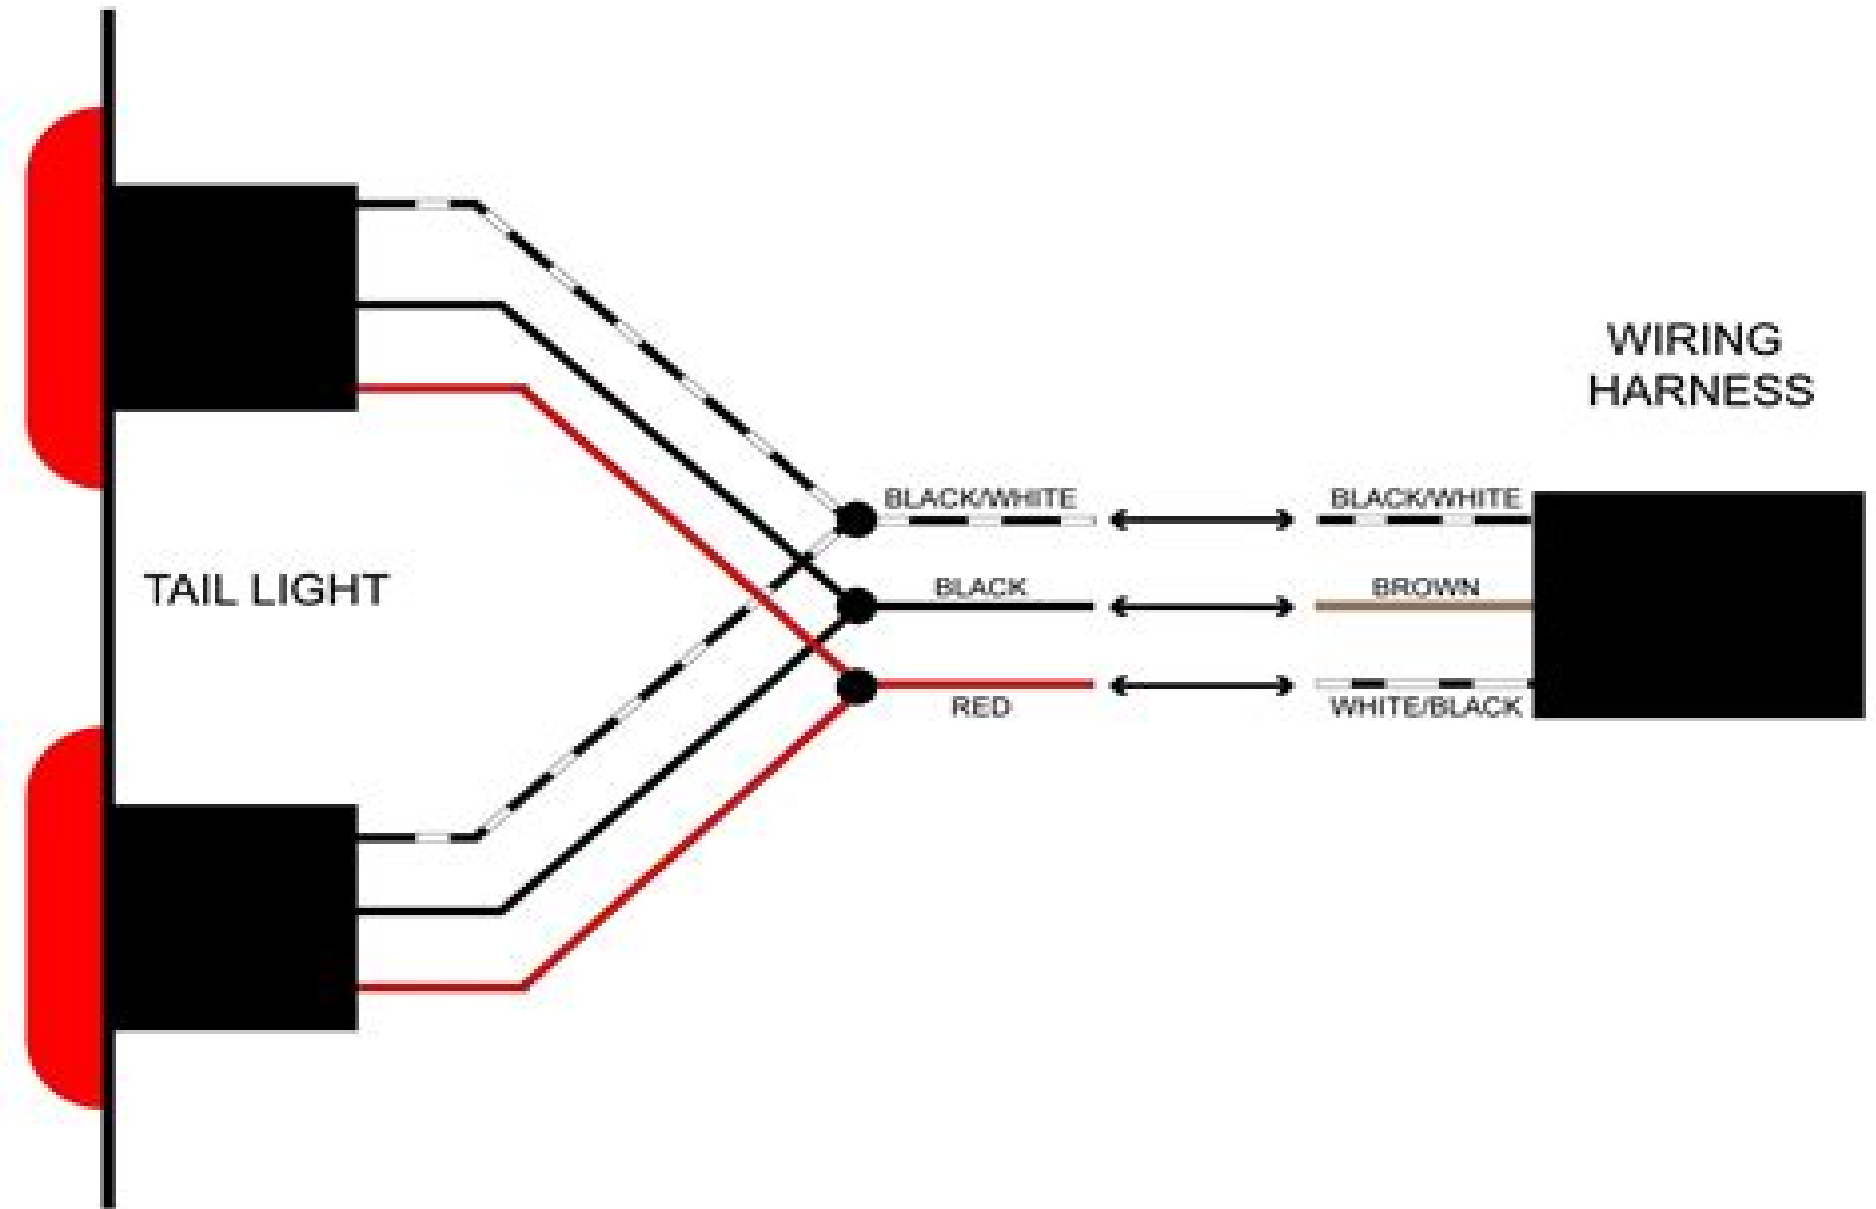 WIRING
HARNESS
BLACK/WHITE
BLACK/WHITE
TAIL LIGHT
BLACK
BROWN
RED
WHITE/BLACK